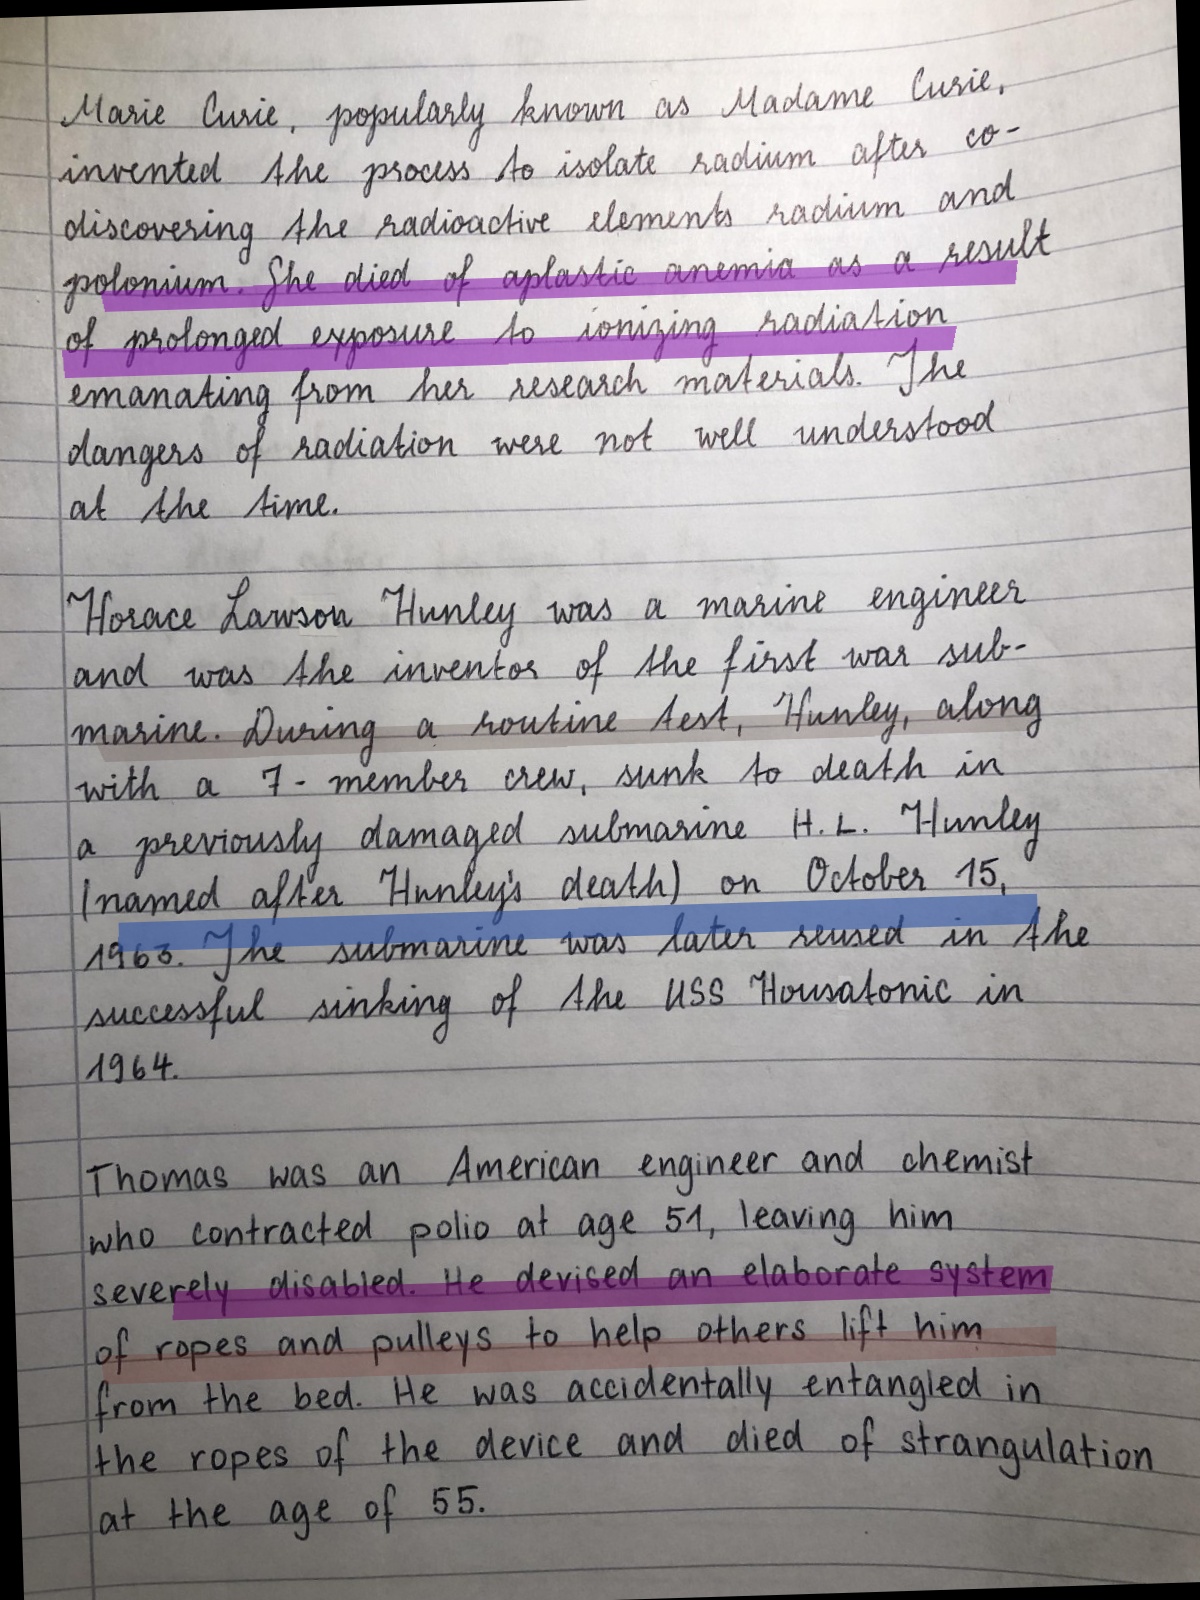 Marie Curie, popularly known as Madame Curie,
invented the process to isolate radium after co-
discovering the radioactive elements radium and
polonium. She died of aplastic anemia as a result
of prolonged exposure to ionizing radiation
emanating from her research materials. The
dangers of radiation were not well understood
at the time.
Horace Lawson Hunley was a marine engineer
and was the inventor of the first war sub-
marine. During a routine test, Hunley, along
with a 7-member crew, sunk to death in
a previously damaged submarine H. L. Hunley
(named after Hunley's death) on October 15,
1963. The submarine was later reused in the
successful sinking of the USS Housatonic in
1964.
Thomas was an American engineer and chemist
who contracted polio at age 51, leaving him
severely disabled. He devised an elaborate system
of ropes and pulleys to help others lift him
from the bed. He was accidentally entangled in
the ropes of the device and died of strangulation
at the age of 55.